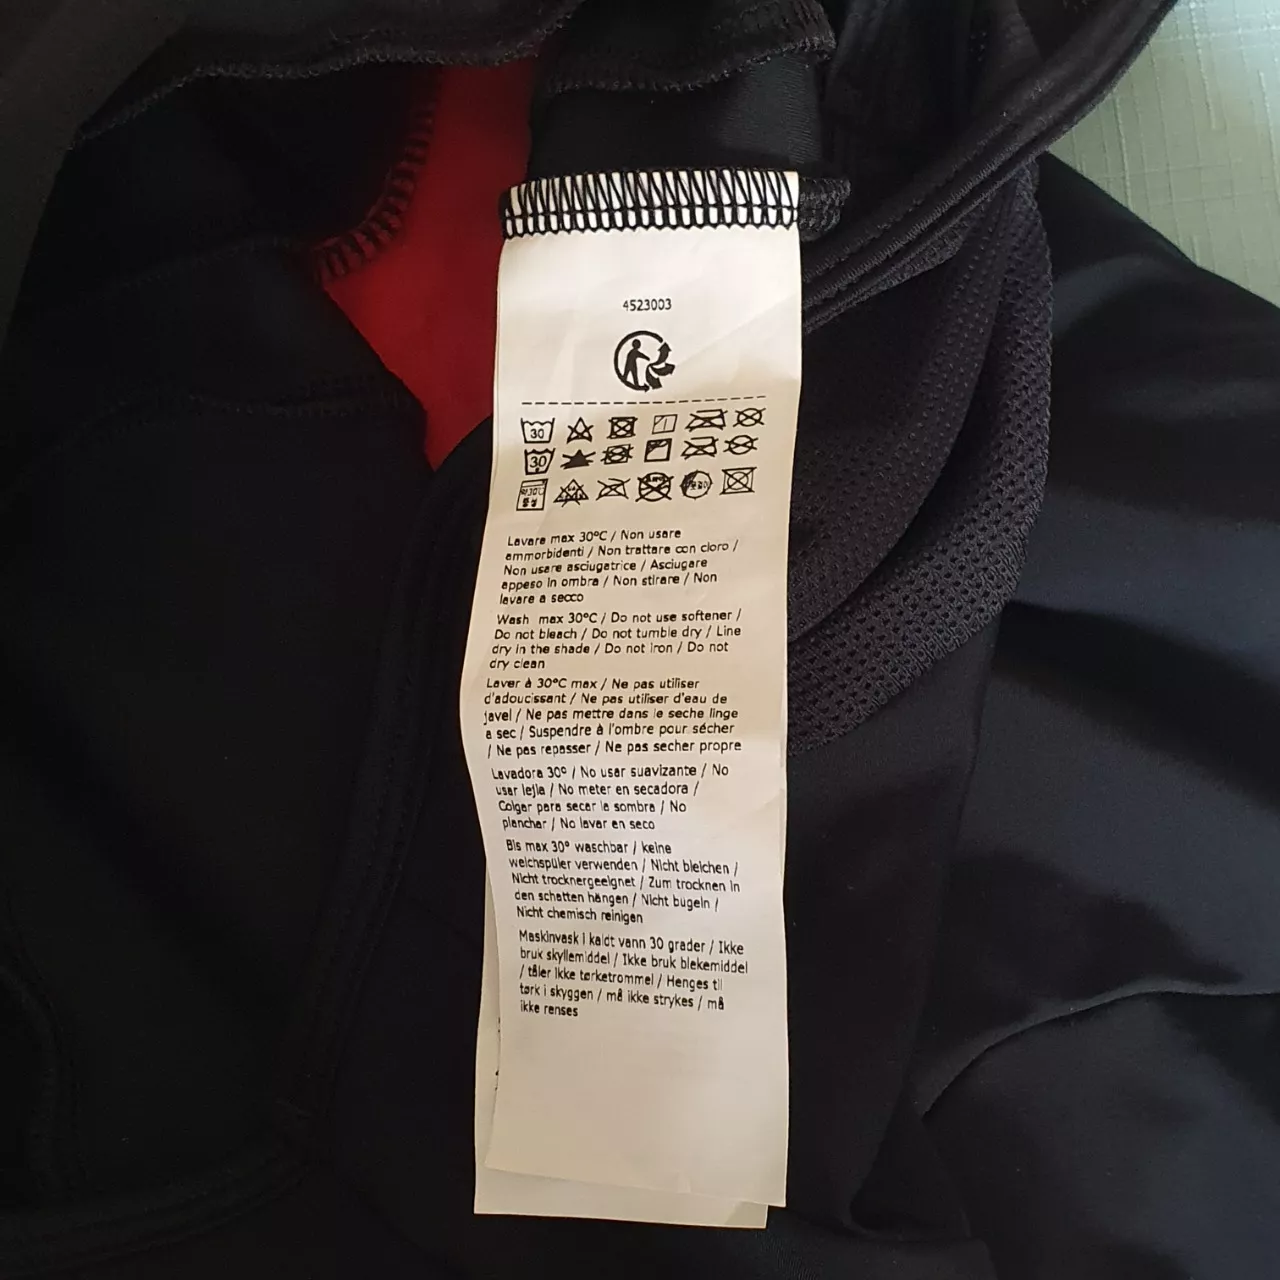 4523003
30
30
Lavare max 30°C / Non usare
ammorbidenti / Non trattare con cloro /
Non usare asciugatrice / Asciugare
appeso in ombra / Non stirare / Non
lavare a secco
Wash max 30°C / Do not use softener /
Do not bleach / Do not tumble dry / Line
dry in the shade / Do not iron / Do not
dry clean
Laver à 30°C max / Ne pas utiliser
d'adoucissant / Ne pas utiliser d'eau de
javel / Ne pas mettre dans le seche linge
a sec / Suspendre à l'ombre pour sécher
/ Ne pas repasser / Ne pas secher propre
Lavadora 30° / No usar suavizante / No
usar lejia / No meter en secadora /
Colgar para secar la sombra / No
planchar / No lavar en seco
Bis max 30° waschbar / keine
weichspüler verwenden / Nicht bleichen /
Nicht trocknergeeignet / Zum trocknen in
den schatten hängen / Nicht bugeln /
Nicht chemisch reinigen
Maskinvask i kaldt vann 30 grader / Ikke
bruk skyllemiddel / Ikke bruk blekemiddel
/ tåler ikke tørketrommel / Henges til
tørk i skyggen / må ikke strykes / må
ikke renses